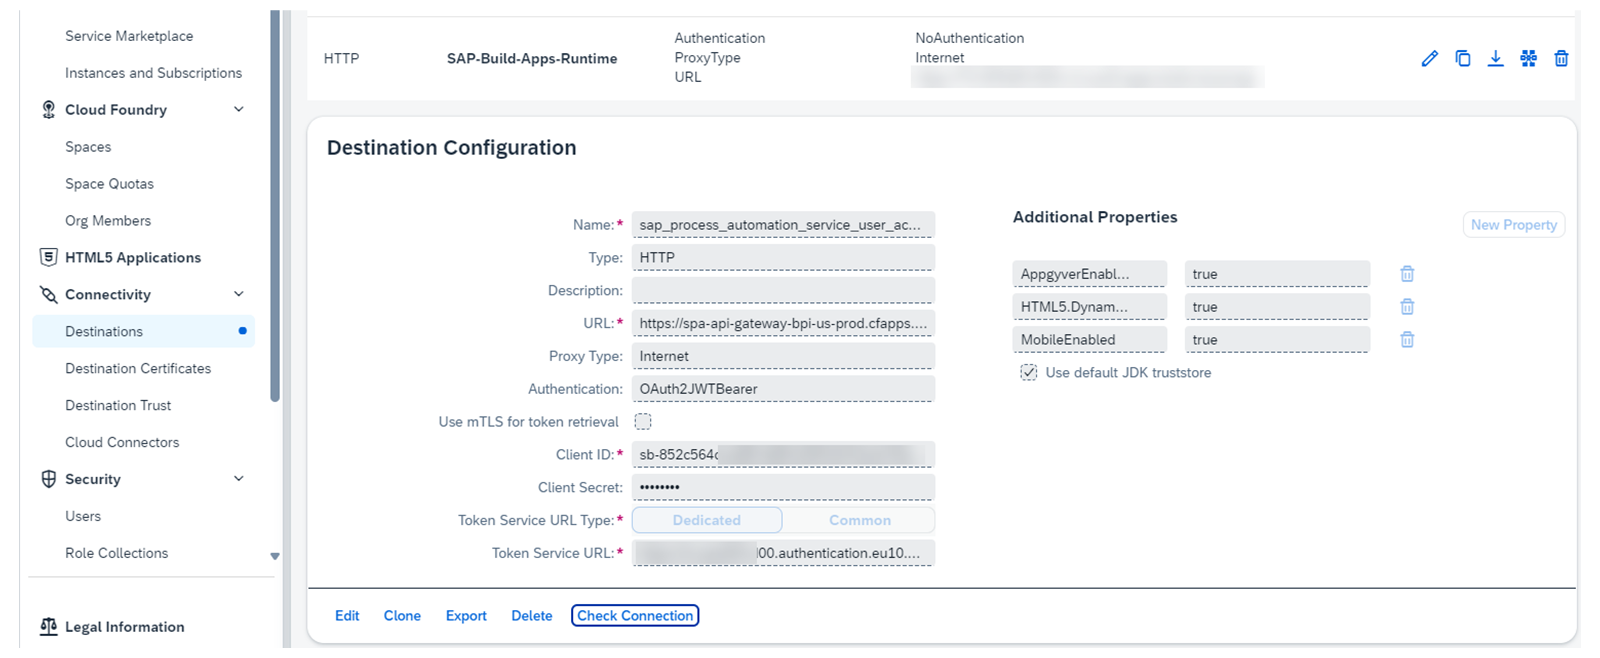 Service Marketplace
Instances and Subscriptions
Cloud Foundry
Spaces
Space Quotas
Org Members
HTML5 Applications
Connectivity
Destinations
Destination Certificates
Destination Trust
Cloud Connectors
Security
Users
Role Collections
Legal Information
HTTP
SAP-Build-Apps-Runtime
Authentication NoAuthentication
ProxyType Internet
URL
Destination Configuration
Name:* sap_process_automation_service_user_ac...
Type: HTTP
Description:
URL:* https://spa-api-gateway-bpi-us-prod.cfapps....
Proxy Type: Internet
Authentication: OAuth2JWTBearer
Use mTLS for token retrieval
Client ID:* sb-852c564
Client Secret: ••••••••
Token Service URL Type:* Dedicated Common
Token Service URL:* 00.authentication.eu10....
Additional Properties
New Property
AppgyverEnabl... true
HTML5.Dynam... true
MobileEnabled true
Use default JDK truststore
Edit Clone Export Delete Check Connection